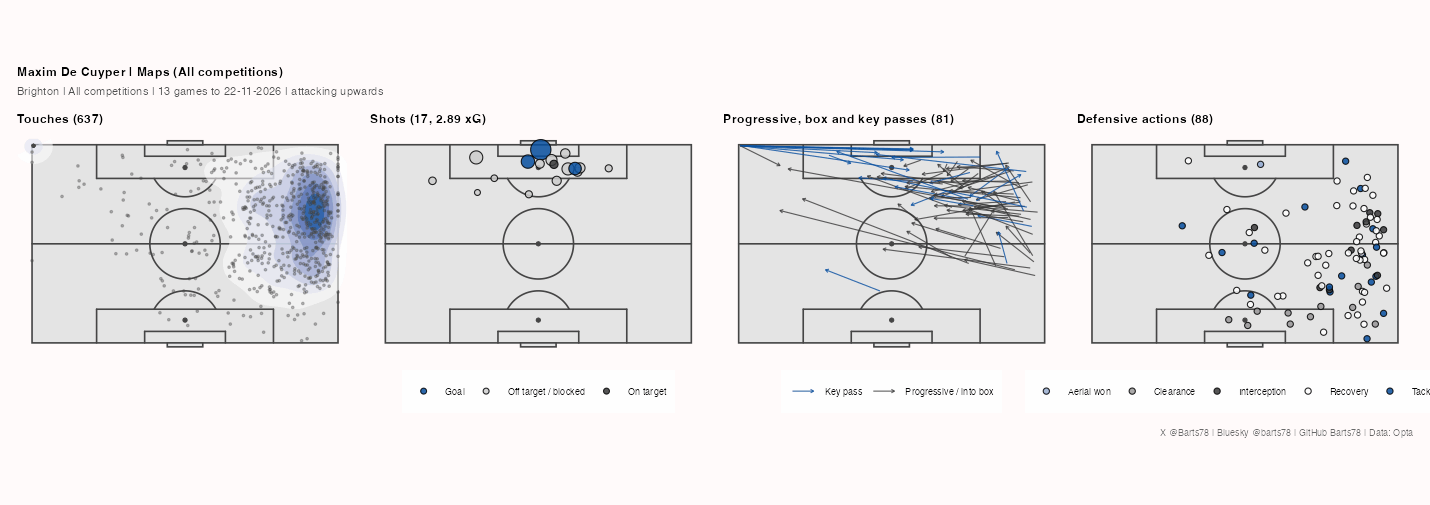 Maxim De Cuyper | Maps (All competitions)
Brighton | All competitions | 13 games to 22-11-2026 | attacking upwards
Touches (637)
Shots (17, 2.89 xG)
Progressive, box and key passes (81)
Defensive actions (88)
Goal
Off target / blocked
On target
Key pass
Progressive / into box
Aerial won
Clearance
Interception
Recovery
Tack
X @Barts78 | Bluesky @barts78 | GitHub Barts78 | Data: Opta